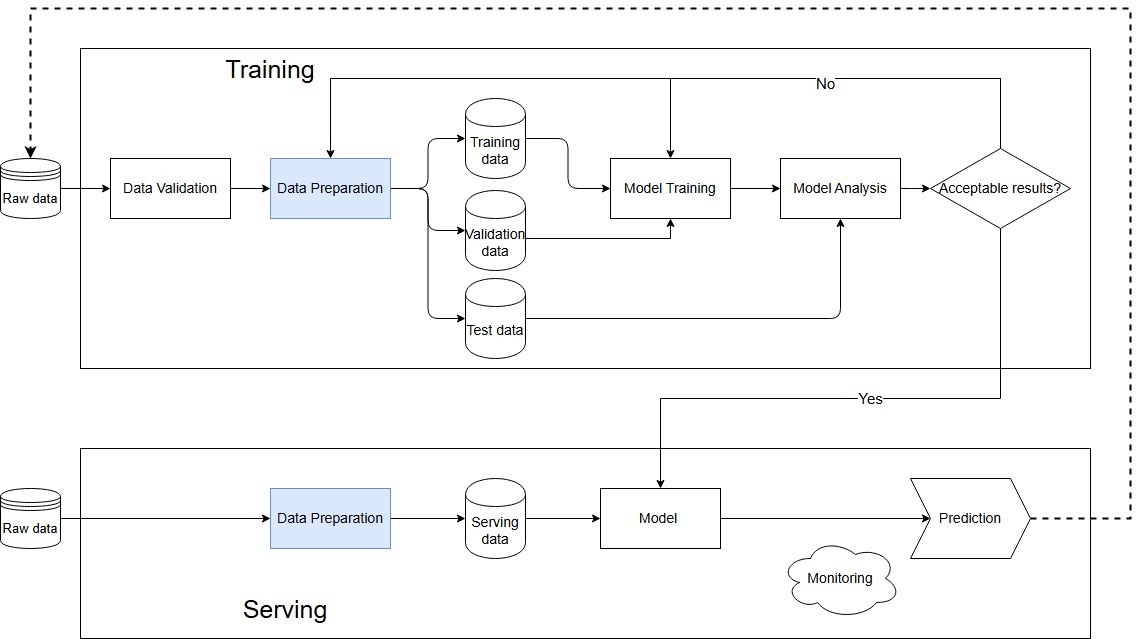 Training
No
Training
data
Raw data
Data Validation
Data Preparation
Model Training
Model Analysis
Acceptable results?
Validation
data
Test data
Yes
Raw data
Data Preparation
Serving
data
Model
Prediction
Monitoring
Serving